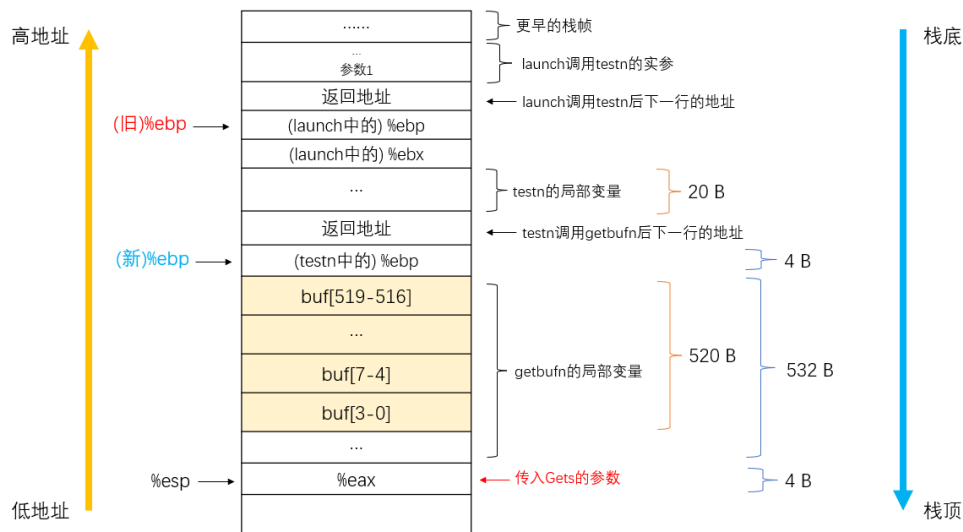 ……
更早的栈帧
高地址
栈底
...
参数1
launch调用testn的实参
返回地址
launch调用testn后下一行的地址
(旧)%ebp
(launch中的) %ebp
(launch中的) %ebx
...
testn的局部变量
20 B
返回地址
testn调用getbufn后下一行的地址
(新)%ebp
(testn中的) %ebp
4 B
buf[519-516]
...
520 B
buf[7-4]
getbufn的局部变量
532 B
buf[3-0]
...
%esp
%eax
传入Gets的参数
4 B
低地址
栈顶